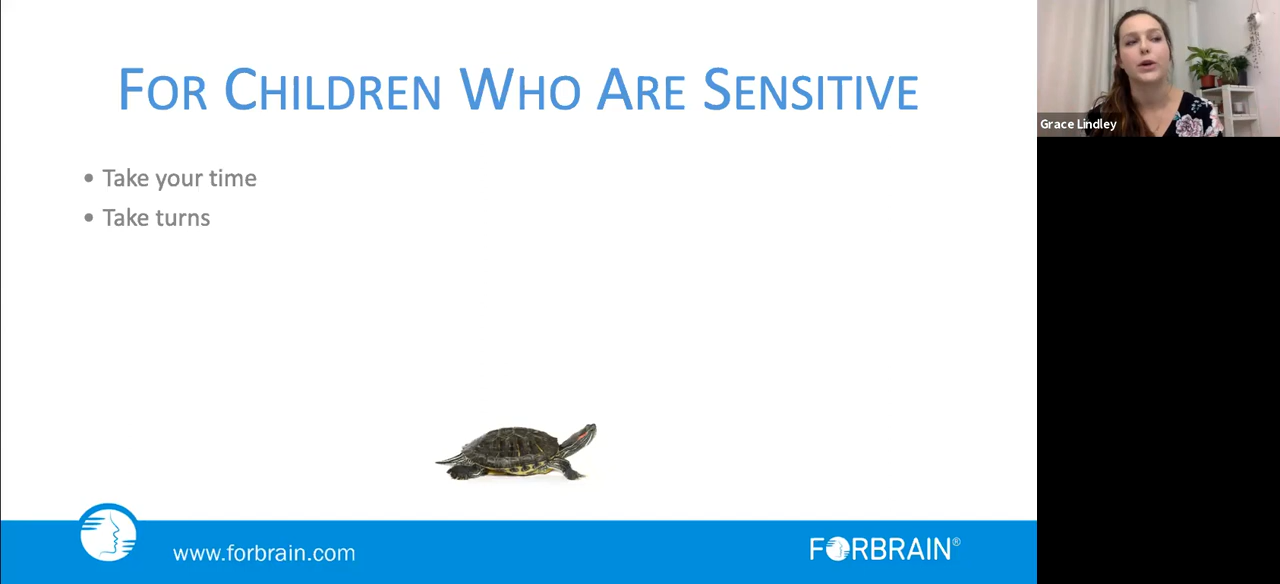 FOR CHILDREN WHO ARE SENSITIVE
• Take your time
• Take turns
Grace Lindley
www.forbrain.com
FORBRAIN®